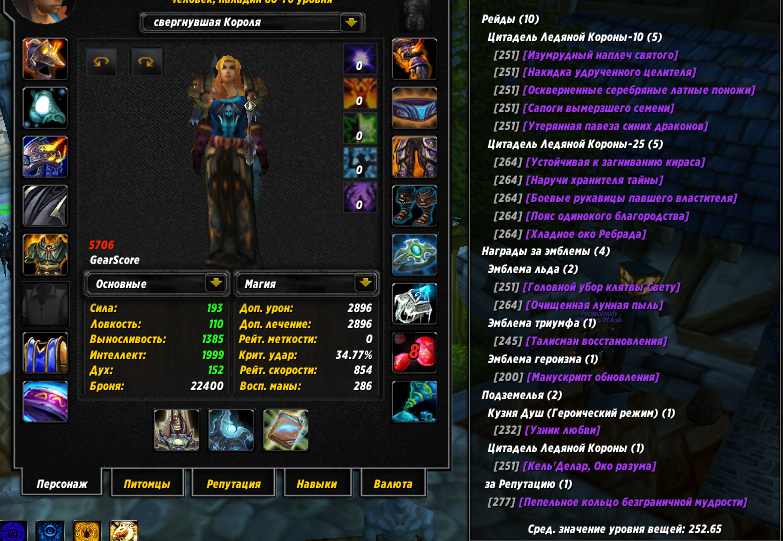 Человек, паладин 80-го уровня
свергнувшая Короля
0
0
0
0
0
5706
GearScore
Основные
Магия
Сила: 193
Ловкость: 110
Выносливость: 1385
Интеллект: 1999
Дух: 152
Броня: 22400
Доп. урон: 2896
Доп. лечение: 2896
Рейт. меткости: 0
Крит. удар: 34.77%
Рейт. скорости: 854
Восп. маны: 286
8
Персонаж
Питомцы
Репутация
Навыки
Валюта
Рейды (10)
Цитадель Ледяной Короны-10 (5)
[251] [Изумрудный наплеч святого]
[251] [Накидка удрученного целителя]
[251] [Оскверненные серебряные латные поножи]
[251] [Сапоги вымерзшего семени]
[251] [Утерянная павеза синих драконов]
Цитадель Ледяной Короны-25 (5)
[264] [Устойчивая к загниванию кираса]
[264] [Наручи хранителя тайны]
[264] [Боевые рукавицы павшего властителя]
[264] [Пояс одинокого благородства]
[264] [Хладное око Ребрада]
Награды за эмблемы (4)
Эмблема льда (2)
[251] [Головной убор клятвы Свету]
[264] [Очищенная лунная пыль]
Эмблема триумфа (1)
[245] [Талисман восстановления]
Эмблема героизма (1)
[200] [Манускрипт обновления]
Подземелья (2)
Кузня Душ (Героический режим) (1)
[232] [Узник любви]
Цитадель Ледяной Короны (1)
[251] [Кель'Делар, Око разума]
за Репутацию (1)
[277] [Пепельное кольцо безграничной мудрости]
Сред. значение уровня вещей: 252.65